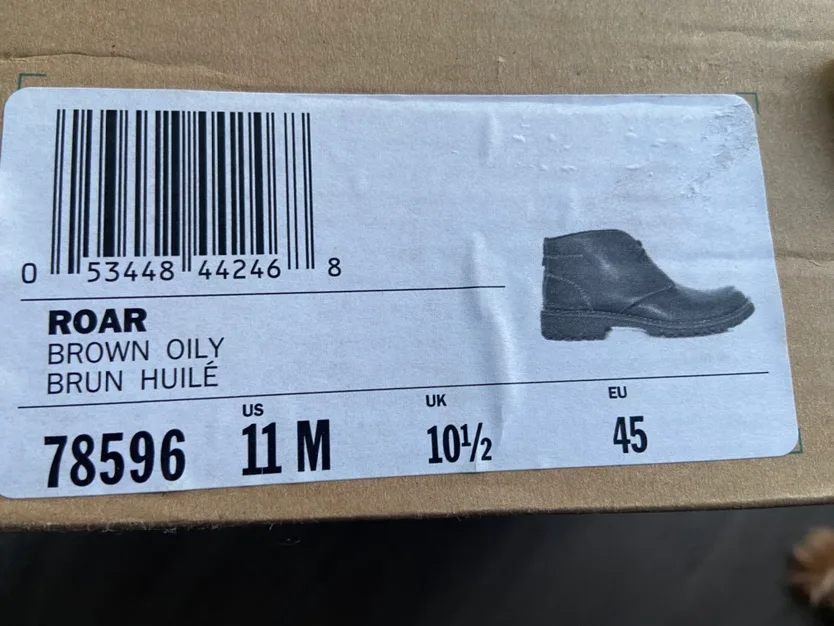 0 53448 44246 8
ROAR
BROWN OILY
BRUN HUILÉ
US UK EU
78596 11 M 10½ 45